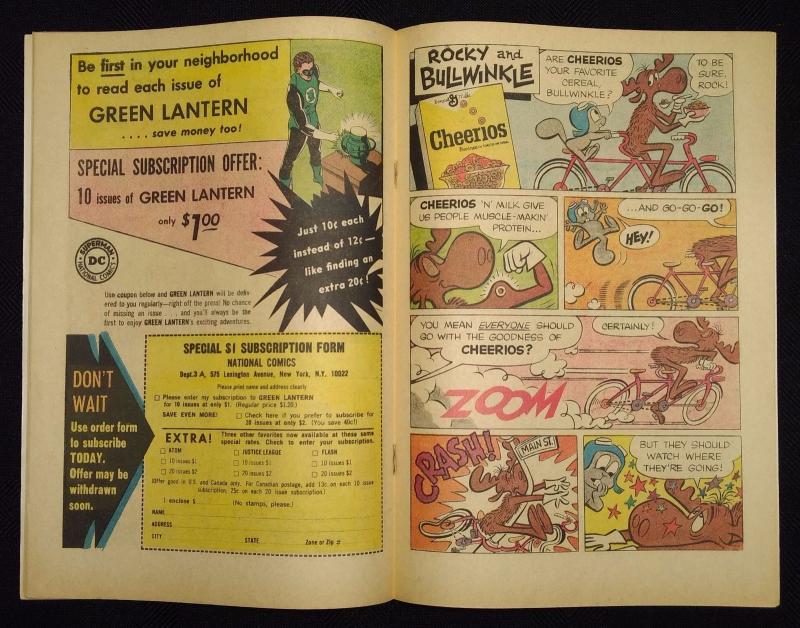 Be first in your neighborhood
to read each issue of
GREEN LANTERN
. . . . save money too!
SPECIAL SUBSCRIPTION OFFER:
10 issues of GREEN LANTERN
only $1.00
Just 10¢ each
instead of 12¢—
like finding an
extra 20¢!
SUPERMAN
DC
NATIONAL COMICS
Use coupon below and GREEN LANTERN will be deliv-
ered to you regularly—right off the press! No chance
of missing an issue . . . . and you'll always be the
first to enjoy GREEN LANTERN's exciting adventures.
DON'T
WAIT
Use order form
to subscribe
TODAY.
Offer may be
withdrawn
soon.
SPECIAL $1 SUBSCRIPTION FORM
NATIONAL COMICS
Dept. 3 A, 575 Lexington Avenue, New York, N.Y. 10022
Please print name and address clearly
Please enter my subscription to GREEN LANTERN
for 10 issues at only $1. (Regular price $1.20.)
SAVE EVEN MORE!
Check here if you prefer to subscribe for
20 issues at only $2. (You save 40¢!)
EXTRA!
Three other favorites now available at these same
special rates. Check to enter your subscription.
ATOM
10 issues $1
20 issues $2
JUSTICE LEAGUE
10 issues $1
20 issues $2
FLASH
10 issues $1
20 issues $2
(Offer good in U.S. and Canada only. For Canadian postage, add 13c on each 10 issue
subscription; 25c on each 20 issue subscription.)
I enclose $
(No stamps, please.)
NAME
ADDRESS
CITY STATE Zone or Zip #
ROCKY and
BULLWINKLE
G
Cheerios
ARE CHEERIOS
YOUR FAVORITE
CEREAL,
BULLWINKLE?
TO BE
SURE,
ROCK!
CHEERIOS 'N' MILK GIVE
US PEOPLE MUSCLE-MAKIN'
PROTEIN...
...AND GO-GO-GO!
HEY!
YOU MEAN EVERYONE SHOULD
GO WITH THE GOODNESS OF
CHEERIOS?
CERTAINLY!
ZOOM
CRASH!
MAIN ST.
BUT THEY SHOULD
WATCH WHERE
THEY'RE GOING!